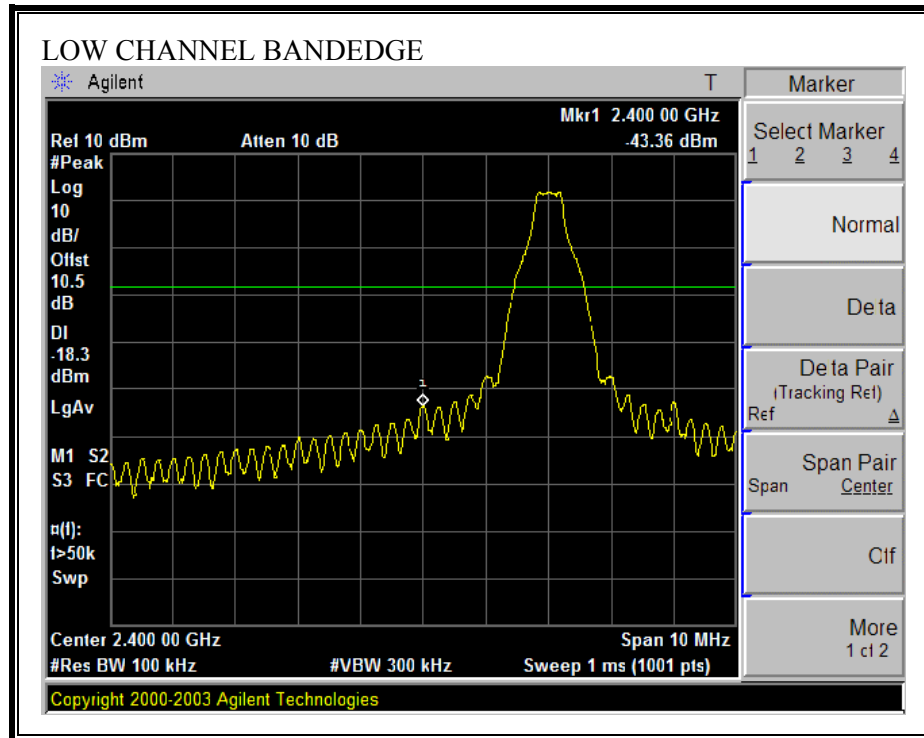 LOW CHANNEL BANDEDGE
Agilent T
Mkr1 2.400 00 GHz
Ref 10 dBm Atten 10 dB -43.36 dBm
#Peak
Log
10
dB/
Offst
10.5
dB
DI
-18.3
dBm
LgAv
M1 S2
S3 FC
¤(f):
f>50k
Swp
1
Center 2.400 00 GHz Span 10 MHz
#Res BW 100 kHz #VBW 300 kHz Sweep 1 ms (1001 pts)
Copyright 2000-2003 Agilent Technologies
Marker
Select Marker
1 2 3 4
Normal
Delta
Delta Pair
(Tracking Ref)
Ref Δ
Span Pair
Span Center
Off
More
1 of 2